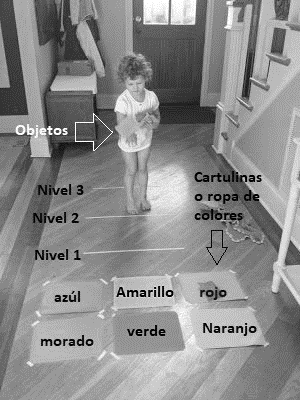 Objetos
Cartulinas
o ropa de
colores
Nivel 3
Nivel 2
Nivel 1
azúl
Amarillo
rojo
morado
verde
Naranjo